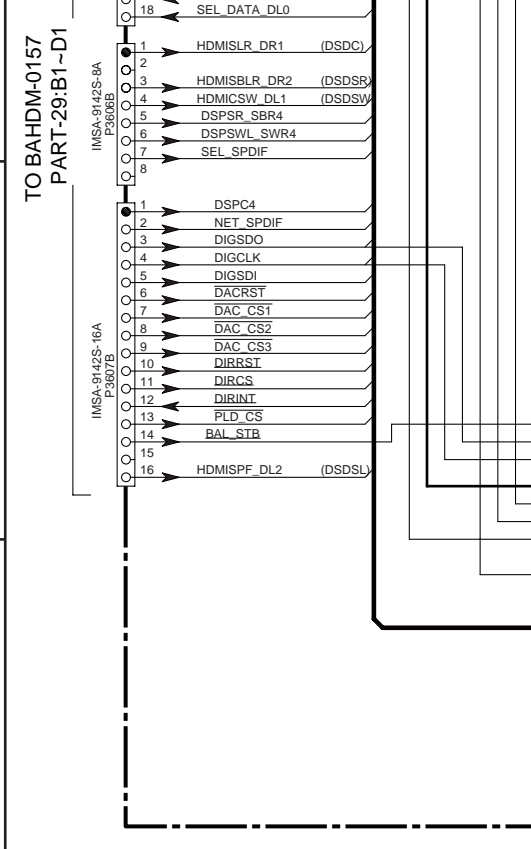 TO BAHDM-0157
PART-29:B1~D1
18 SEL_DATA_DL0
IMSA-9142S-8A
P3606B
1 HDMISLR_DR1 (DSDC)
2
3 HDMISBLR_DR2 (DSDSR)
4 HDMICSW_DL1 (DSDSW
5 DSPSR_SBR4
6 DSPSWL_SWR4
7 SEL_SPDIF
8
IMSA-9142S-16A
P3607B
1 DSPC4
2 NET_SPDIF
3 DIGSDO
4 DIGCLK
5 DIGSDI
6 DACRST
7 DAC_CS1
8 DAC_CS2
9 DAC_CS3
10 DIRRST
11 DIRCS
12 DIRINT
13 PLD_CS
14 BAL_STB
15
16 HDMISPF_DL2 (DSDSL)